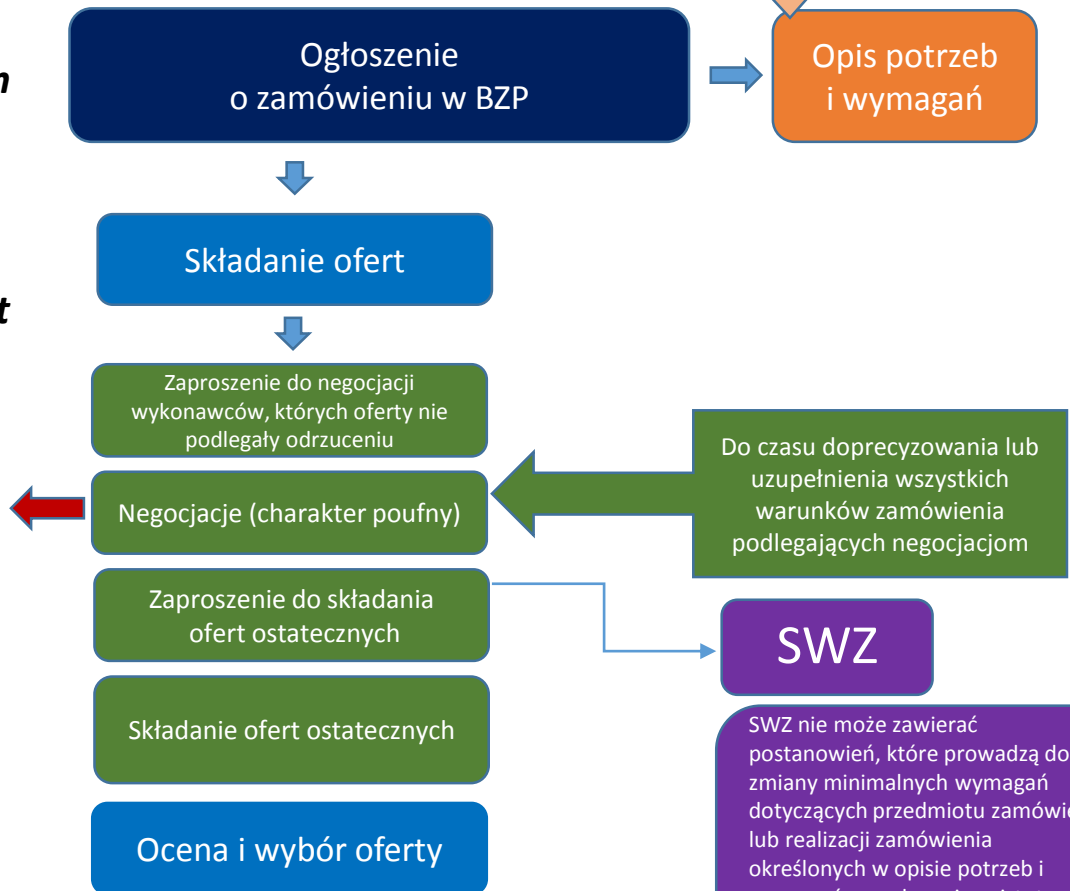 Ogłoszenie
o zamówieniu w BZP
Opis potrzeb
i wymagań
Składanie ofert
Zaproszenie do negocjacji
wykonawców, których oferty nie
podlegały odrzuceniu
Negocjacje (charakter poufny)
Do czasu doprecyzowania lub
uzupełnienia wszystkich
warunków zamówienia
podlegających negocjacjom
Zaproszenie do składania
ofert ostatecznych
SWZ
Składanie ofert ostatecznych
SWZ nie może zawierać
postanowień, które prowadzą do
zmiany minimalnych wymagań
dotyczących przedmiotu
lub realizacji zamówienia
określonych w opisie potrzeb i
Ocena i wybór oferty